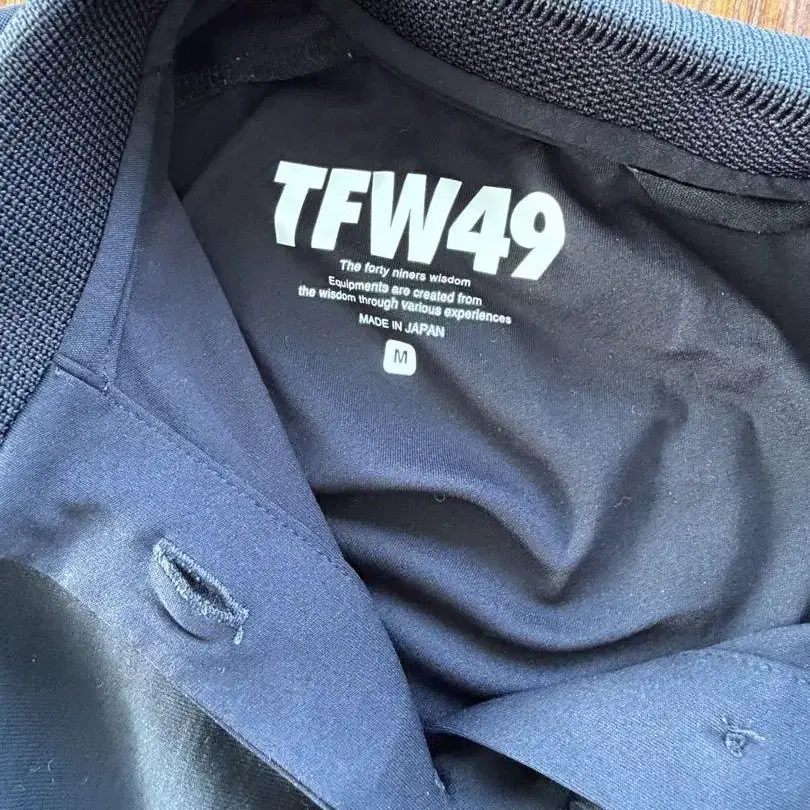 TFW49
The forty niners wisdom
Equipments are created from
the wisdom through various experiences
MADE IN JAPAN
M